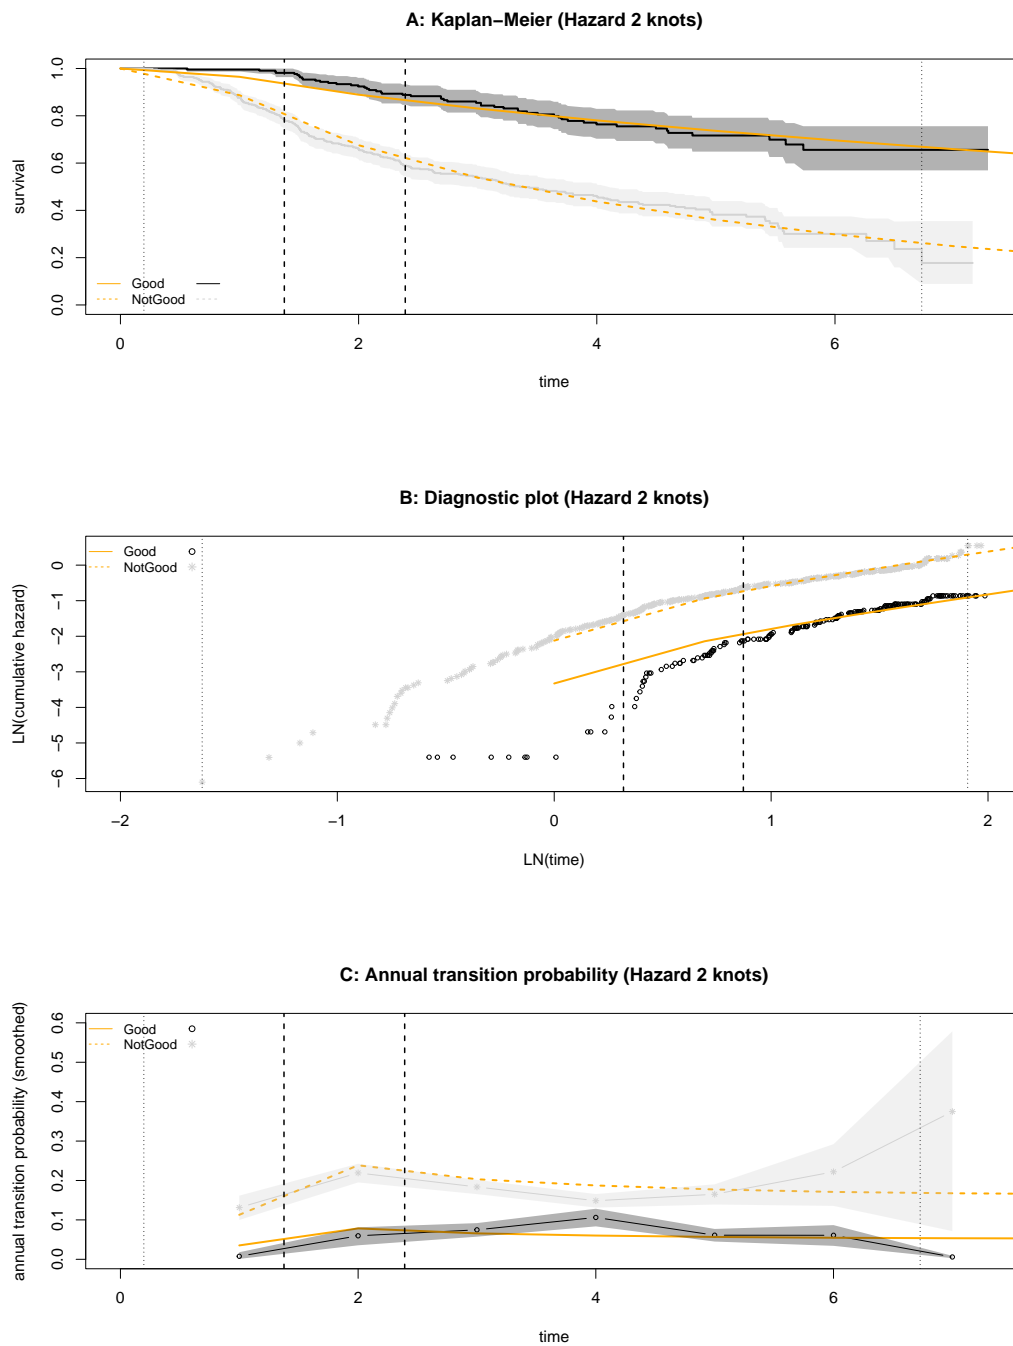 A: Kaplan−Meier (Hazard 2 knots)
survival
1.0
0.8
0.6
0.4
0.2
0.0
Good
NotGood
0 2 4 6
time
B: Diagnostic plot (Hazard 2 knots)
LN(cumulative hazard)
0
−1
−2
−3
−4
−5
−6
Good
NotGood
−2 −1 0 1 2
LN(time)
C: Annual transition probability (Hazard 2 knots)
annual transition probability (smoothed)
0.6
0.5
0.4
0.3
0.2
0.1
0.0
Good
NotGood
0 2 4 6
time